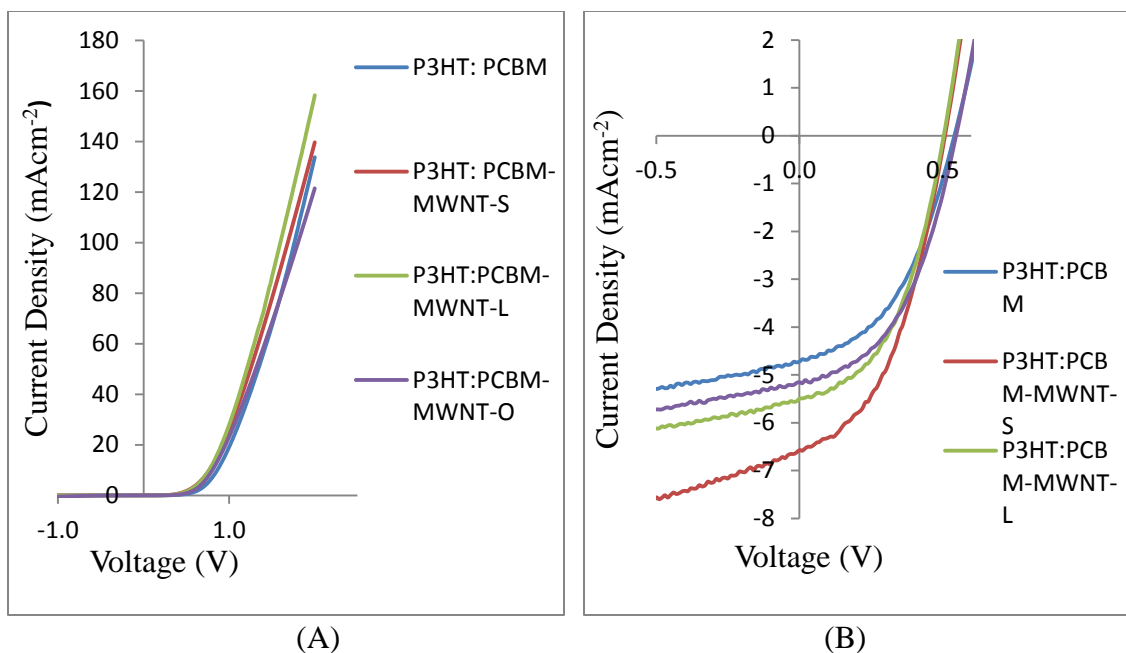 180
160
140
120
100
80
60
40
20
0
-1.0
1.0
Current Density (mAcm-2)
Voltage (V)
P3HT: PCBM
P3HT: PCBM-
MWNT-S
P3HT:PCBM-
MWNT-L
P3HT:PCBM-
MWNT-O
(A)
2
1
0
-1
-2
-3
-4
-5
-6
-7
-8
-0.5
0.0
0.5
Current Density (mAcm-2)
Voltage (V)
P3HT:PCB
M
P3HT:PCB
M-MWNT-
S
P3HT:PCB
M-MWNT-
L
(B)